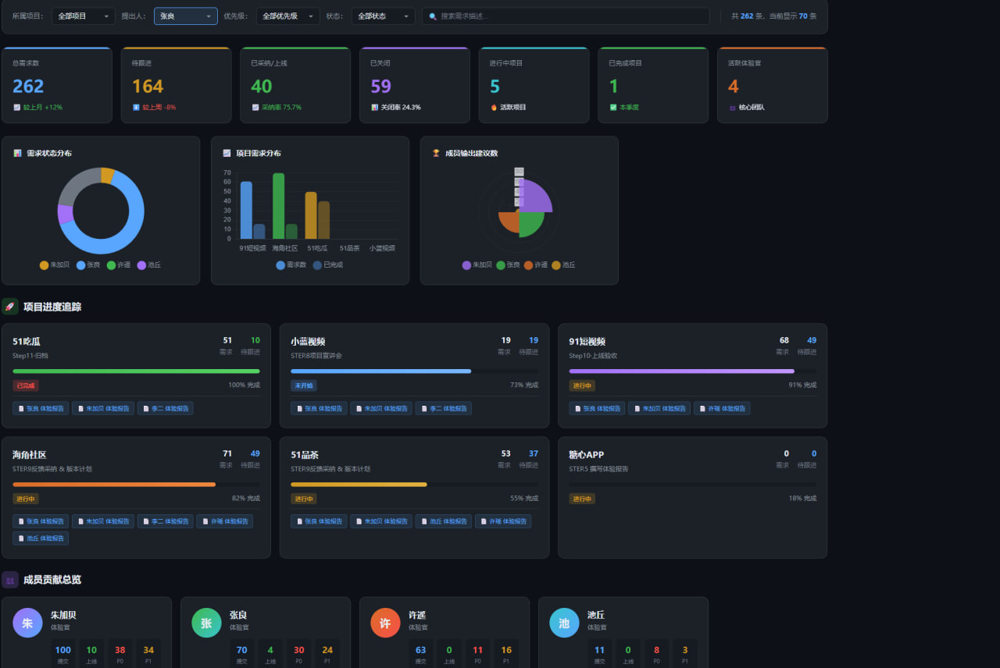 所属项目： 全部项目 提出人： 张良 优先级： 全部优先级 状态： 全部状态 搜索需求描述... 共 262 条，当前显示 70 条
总需求数 待跟进 已采纳/上线 已关闭 进行中项目 已完成项目 活跃体验官
262 164 40 59 5 1 4
较上月 +12% 较上周 -8% 采纳率 75.7% 关闭率 24.3% 活跃项目 本季度 核心团队
需求状态分布 项目需求分布 成员输出建议数
70
60
50
40
30
20
10
0
91短视频 海角社区 51吃瓜 51品茶 小蓝视频
朱加贝 张良 许遥 池丘 需求数 已完成 朱加贝 张良 许遥 池丘
项目进度追踪
51吃瓜 51 10 小蓝视频 19 19 91短视频 68 49
Step11-归档 需求 待跟进 STEP.8项目宣讲会 需求 待跟进 Step10-上线验收 需求 待跟进
已完成 100% 完成 未开始 73% 完成 进行中 91% 完成
张良 体验报告 朱加贝 体验报告 李二 体验报告 张良 体验报告 朱加贝 体验报告 李二 体验报告 张良 体验报告 朱加贝 体验报告 许瑶 体验报告
海角社区 71 49 51品茶 53 37 糖心APP 0 0
STEP.9反馈采纳 & 版本计划 需求 待跟进 STEP.9反馈采纳 & 版本计划 需求 待跟进 STEP.5 撰写体验报告 需求 待跟进
进行中 82% 完成 进行中 55% 完成 进行中 18% 完成
张良 体验报告 朱加贝 体验报告 李二 体验报告 许瑶 体验报告 张良 体验报告 朱加贝 体验报告 池丘 体验报告 许瑶 体验报告
池丘 体验报告
成员贡献总览
朱 朱加贝 张 张良 许 许遥 池 池丘
体验官 体验官 体验官 体验官
100 10 38 34 70 4 30 24 63 0 11 16 11 0 8 3
提交 上线 P0 P1 提交 上线 P0 P1 提交 上线 P0 P1 提交 上线 P0 P1